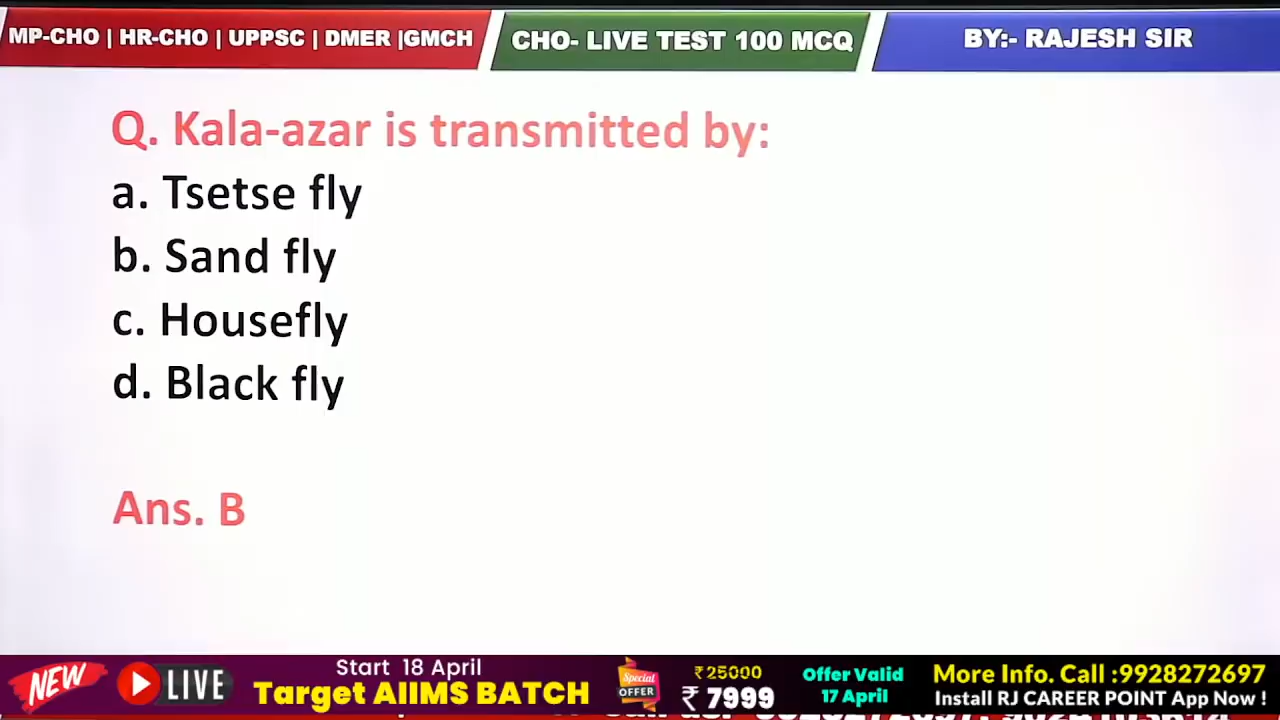 MP-CHO | HR-CHO | UPPSC | DMER |GMCH
CHO- LIVE TEST 100 MCQ
BY:- RAJESH SIR
Q. Kala-azar is transmitted by:
a. Tsetse fly
b. Sand fly
c. Housefly
d. Black fly
Ans. B
NEW
LIVE
Start 18 April
Target AIIMS BATCH
Special
OFFER
₹ 25000
₹ 7999
Offer Valid
17 April
More Info. Call :9928272697
Install RJ CAREER POINT App Now !